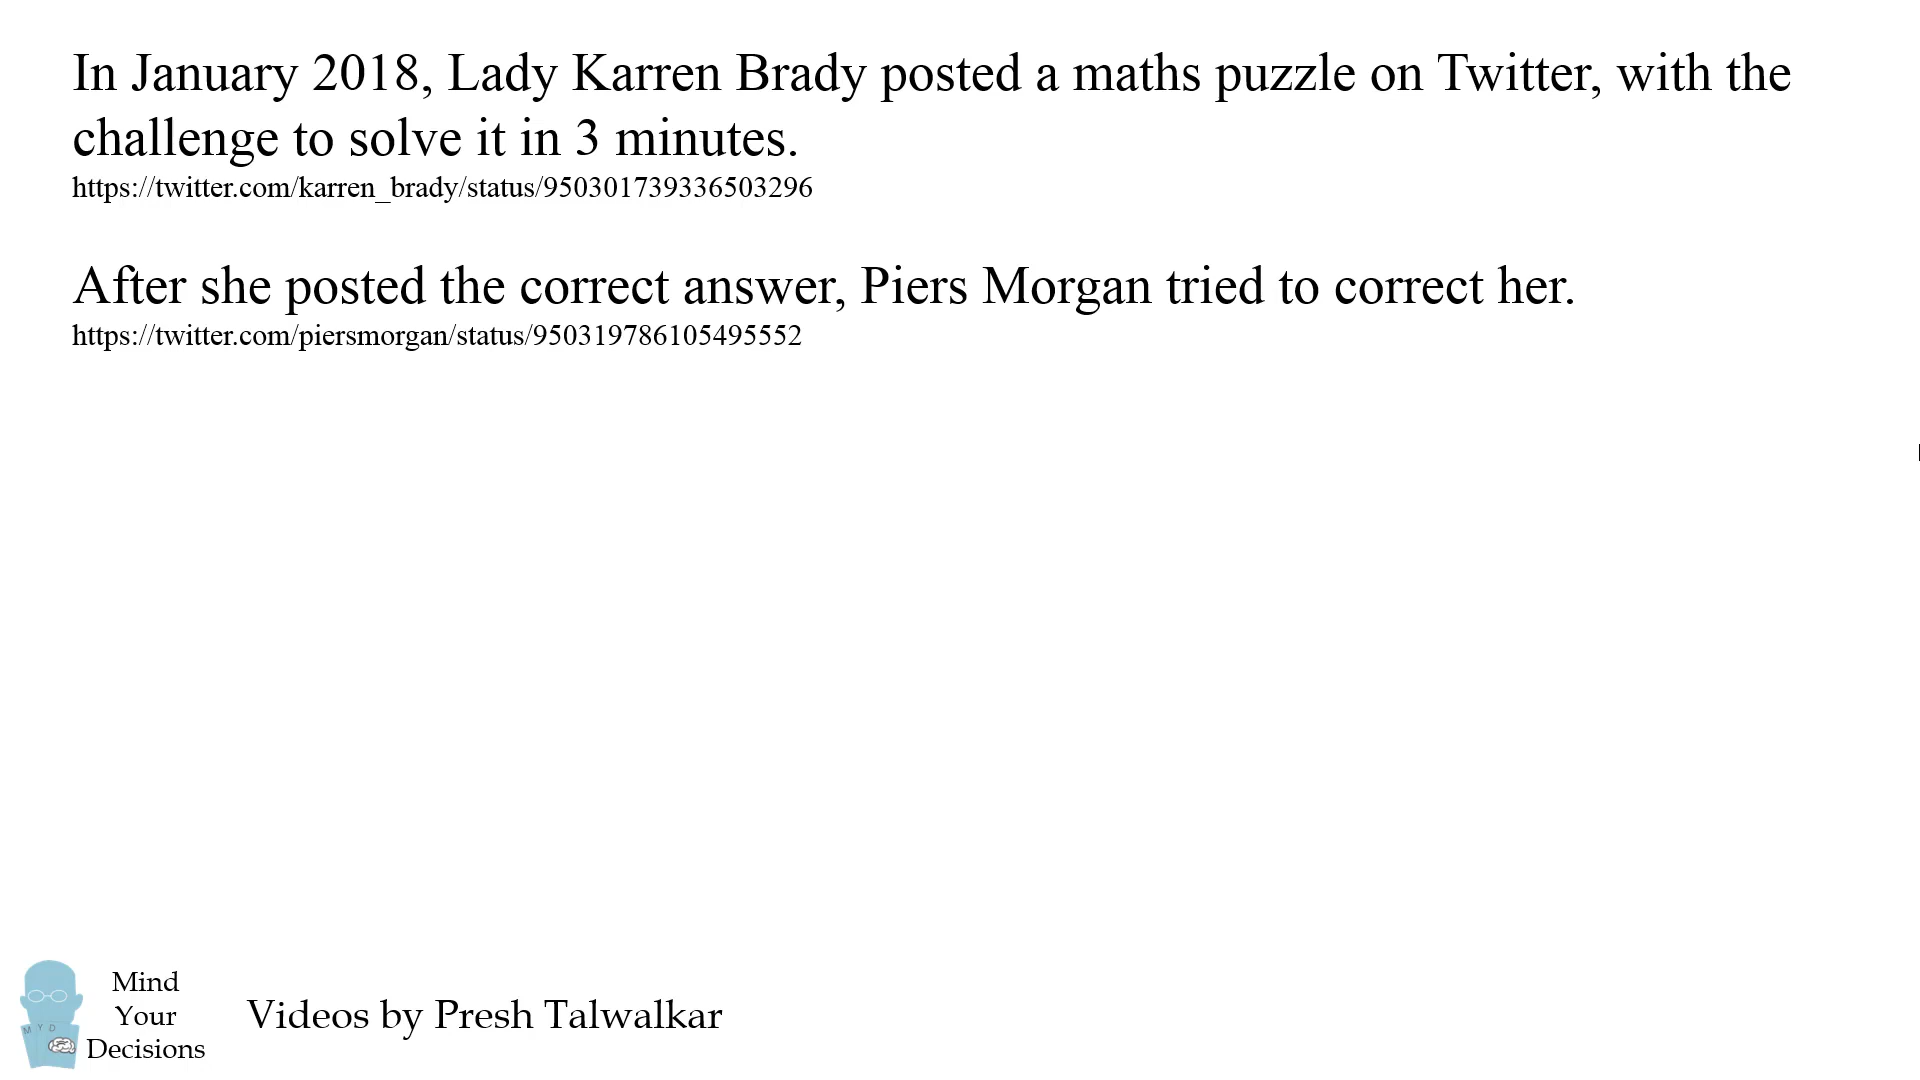 In January 2018, Lady Karren Brady posted a maths puzzle on Twitter, with the
challenge to solve it in 3 minutes.
https://twitter.com/karren_brady/status/950301739336503296
After she posted the correct answer, Piers Morgan tried to correct her.
https://twitter.com/piersmorgan/status/950319786105495552
M Y D
Mind
Your
Decisions
Videos by Presh Talwalkar